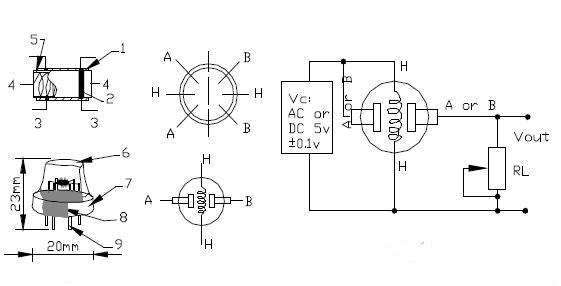 5
1
4
4
2
3
3
A
B
H
H
A
B
6
7
8
9
23mm
20mm
H
A
B
H
Vc:
AC or
DC 5v
±0.1v
A or B
H
A or B
Vout
RL
H